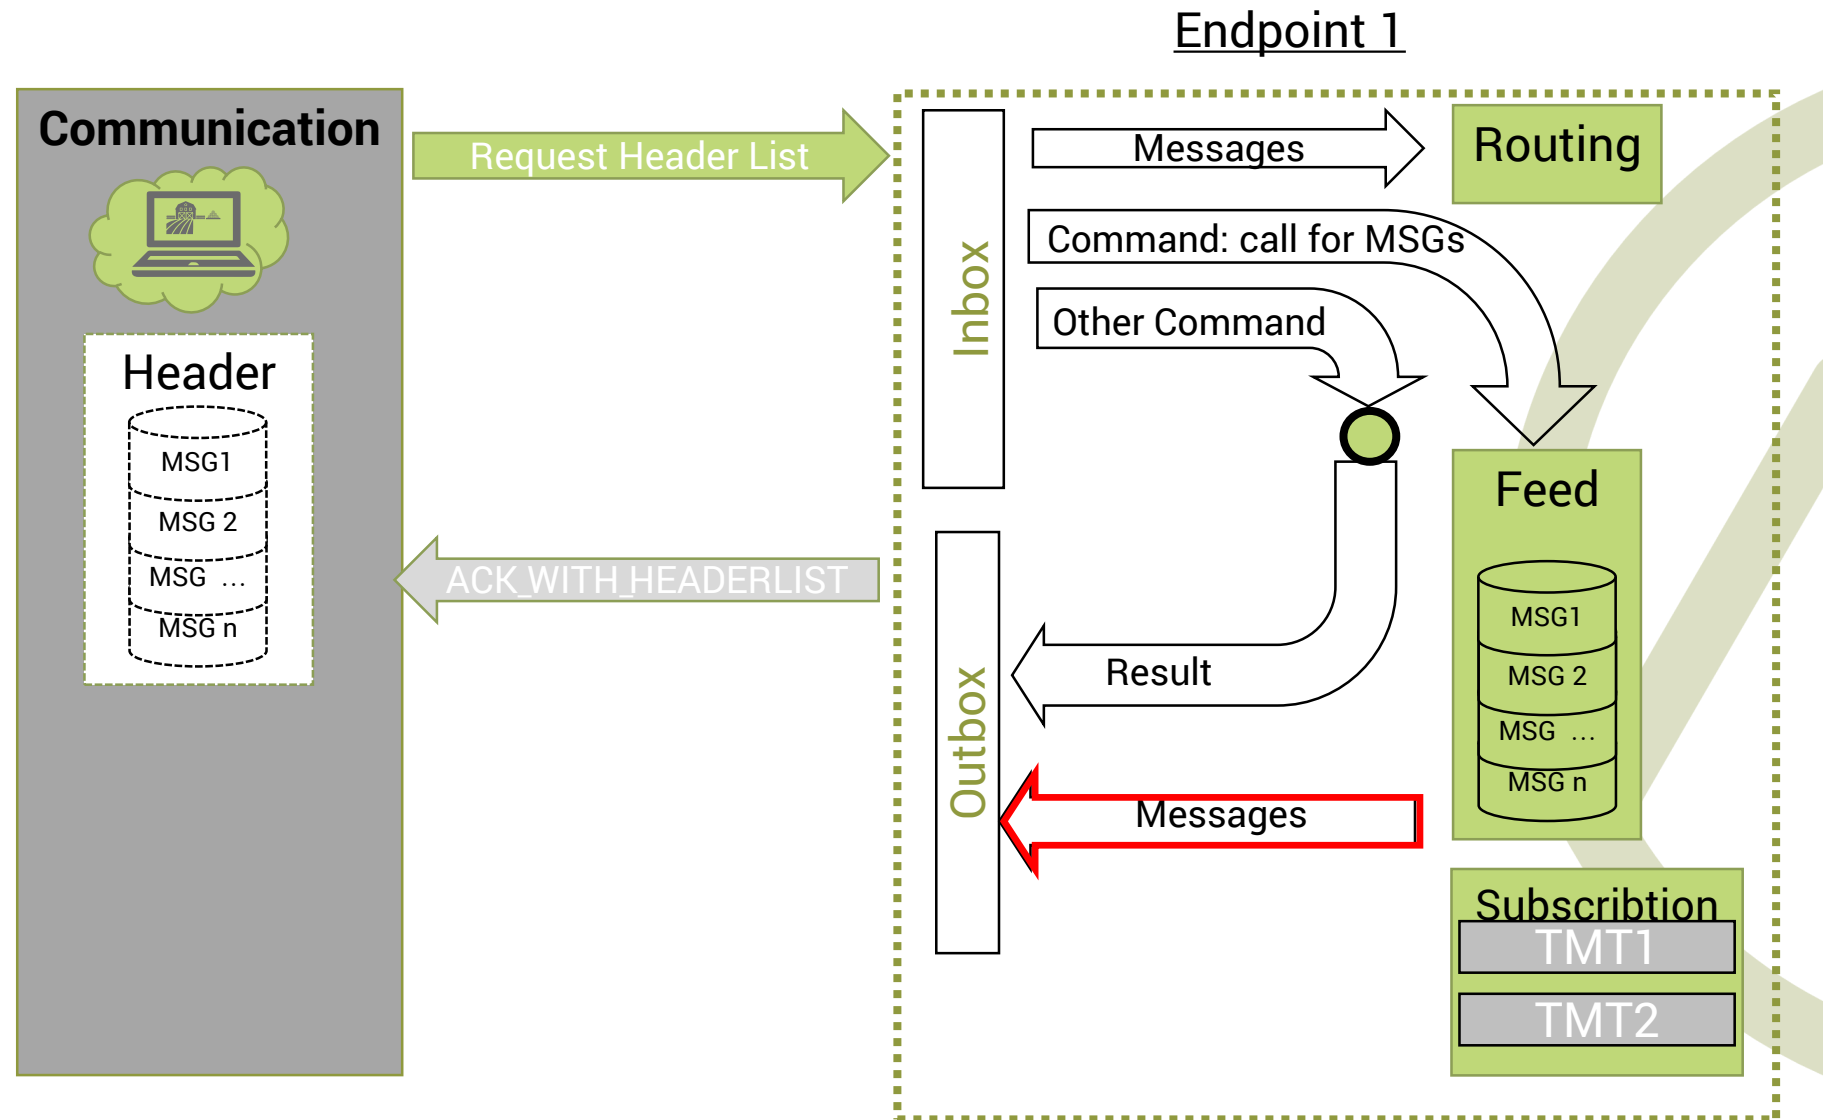 Endpoint 1
Communication
Request Header List
Header
MSG1
MSG 2
MSG ...
MSG n
ACK_WITH_HEADERLIST
Inbox
Messages
Routing
Command: call for MSGs
Other Command
Feed
MSG1
MSG 2
MSG ...
MSG n
Outbox
Result
Messages
Subscribtion
TMT1
TMT2